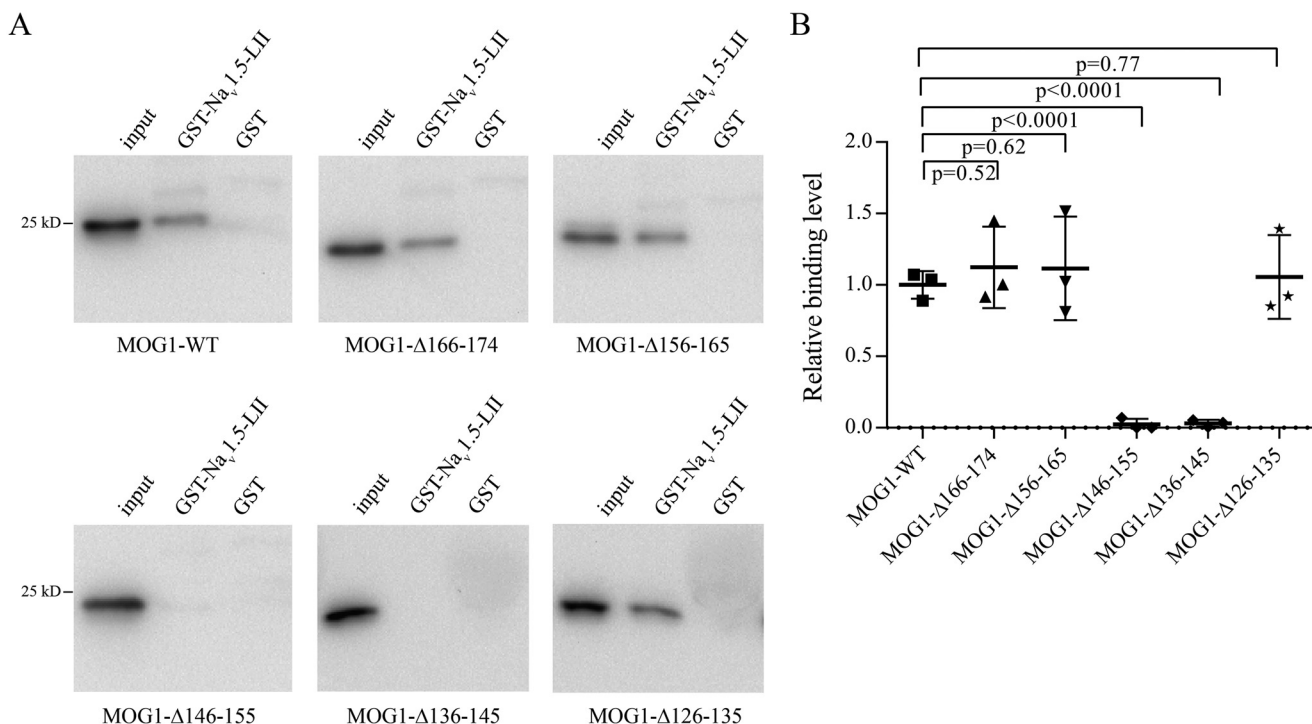 A
input
GST-Nav1.5-LII
GST
input
GST-Nav1.5-LII
GST
input
GST-Nav1.5-LII
GST
25 kD
MOG1-WT
MOG1-Δ166-174
MOG1-Δ156-165
input
GST-Nav1.5-LII
GST
input
GST-Nav1.5-LII
GST
input
GST-Nav1.5-LII
GST
25 kD
MOG1-Δ146-155
MOG1-Δ136-145
MOG1-Δ126-135
B
p=0.77
p<0.0001
p<0.0001
p=0.62
p=0.52
Relative binding level
2.0
1.5
1.0
0.5
0.0
MOG1-WT
MOG1-Δ166-174
MOG1-Δ156-165
MOG1-Δ146-155
MOG1-Δ136-145
MOG1-Δ126-135